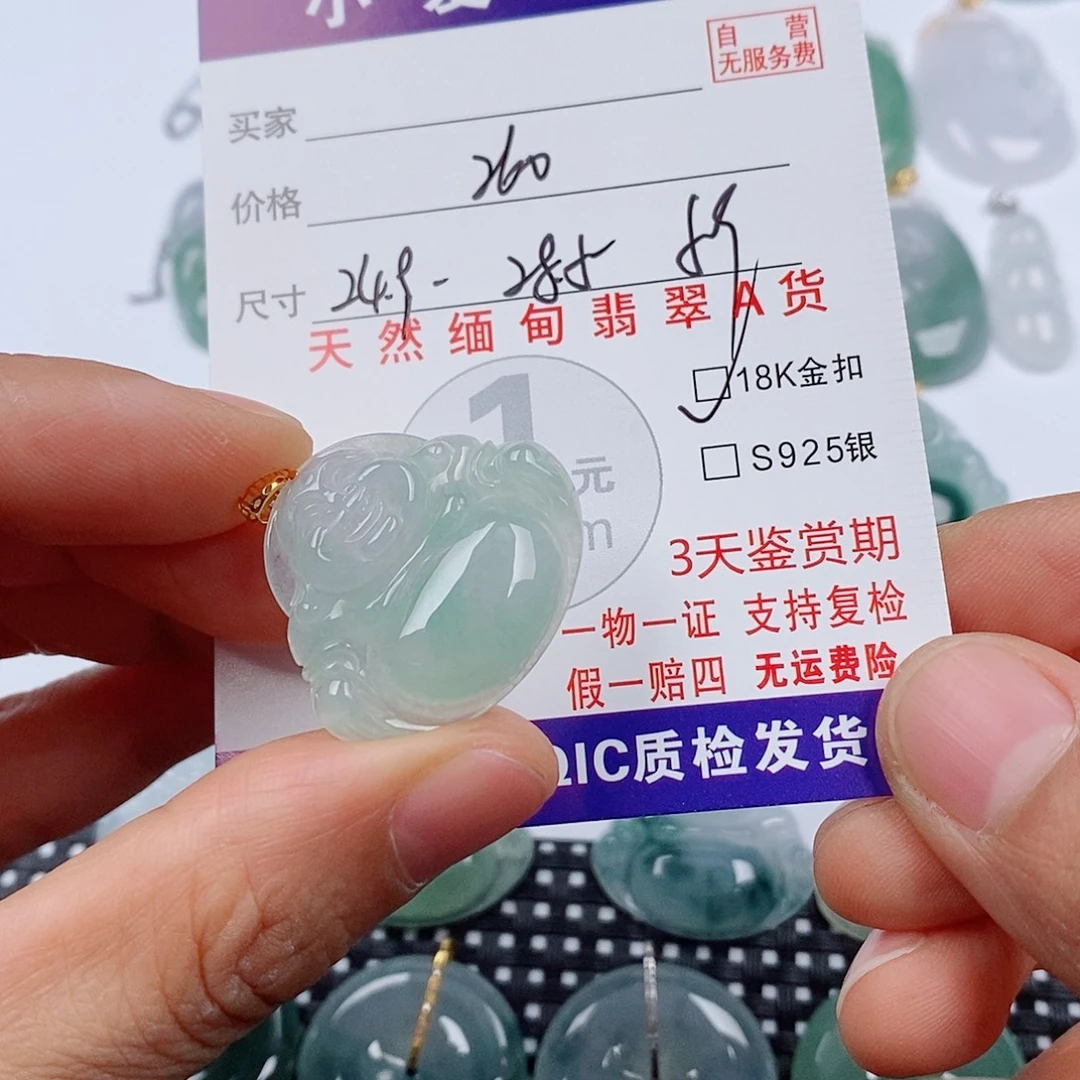 自营
无服务费
买家
价格 260
尺寸 24.9 - 28.5
天然缅甸翡翠A货
1元
m
18K金扣
S925银
3天鉴赏期
一物一证 支持复检
假一赔四 无运费险
QIC质检发货